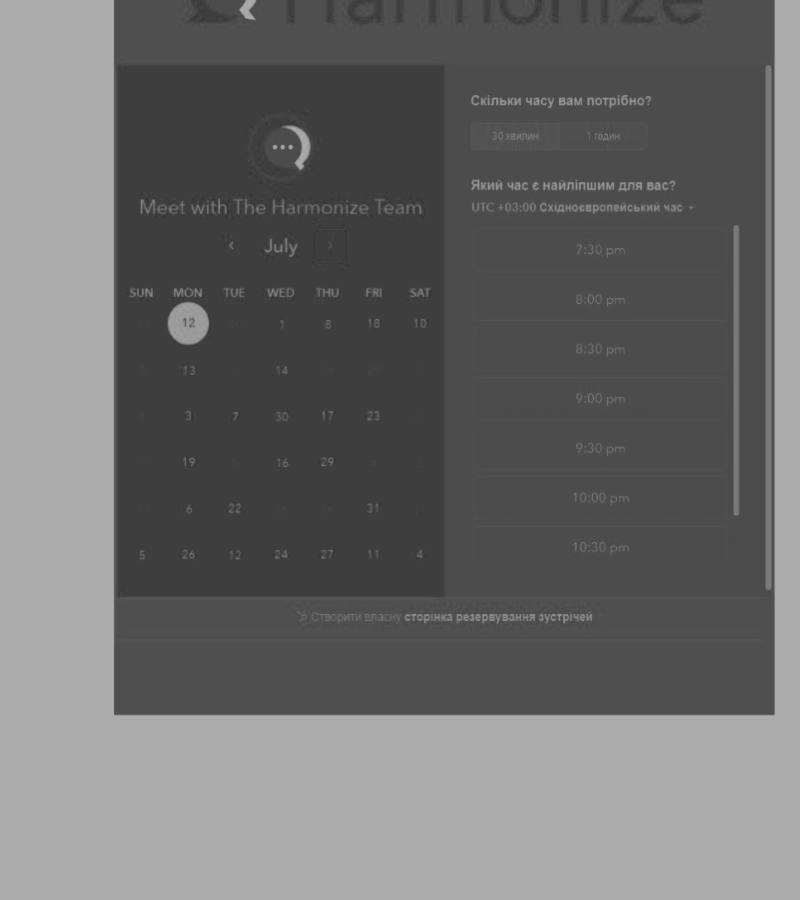 Harmonize
Meet with The Harmonize Team
July
SUN MON TUE WED THU FRI SAT
12 1 8 18 10
13 14
3 7 30 17 23
19 16 29
6 22 31
5 26 12 24 27 11 4
Скільки часу вам потрібно?
30 хвилин 1 годин
Який час є найліпшим для вас?
UTC +03:00 Східноєвропейський час
7:30 pm
8:00 pm
8:30 pm
9:00 pm
9:30 pm
10:00 pm
10:30 pm
Створити власну сторінка резервування зустрічей